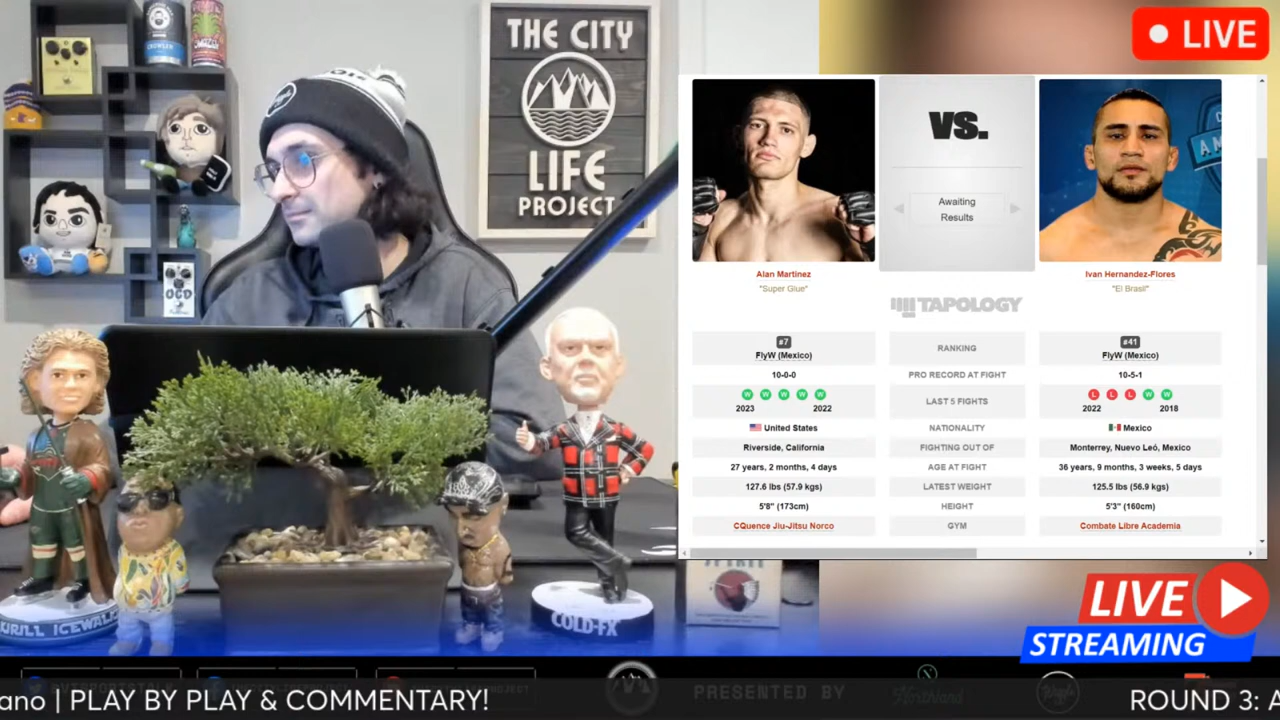 THE CITY
LIFE
PROJECT
LIVE
VS.
Awaiting
Results
Alan Martinez
"Super Glue"
Ivan Hernandez-Flores
"El Brasil"
TAPOLOGY
#7
FlyW (Mexico)
RANKING
#41
FlyW (Mexico)
10-0-0
PRO RECORD AT FIGHT
10-5-1
W W W W W
2023 2022
LAST 5 FIGHTS
L L L W W
2022 2018
United States
NATIONALITY
Mexico
Riverside, California
FIGHTING OUT OF
Monterrey, Nuevo Leó, Mexico
27 years, 2 months, 4 days
AGE AT FIGHT
36 years, 9 months, 3 weeks, 5 days
127.6 lbs (57.9 kgs)
LATEST WEIGHT
125.5 lbs (56.9 kgs)
5'8" (173cm)
HEIGHT
5'3" (160cm)
CQuence Jiu-Jitsu Norco
GYM
Combate Libre Academia
OCD
COLD-FX
LIVE
STREAMING
PRESENTED BY
Northland
ano | PLAY BY PLAY & COMMENTARY!
ROUND 3: A